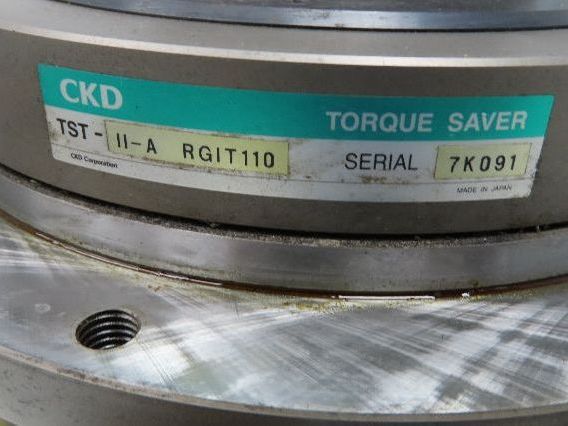 CKD
TORQUE SAVER
TST- II-A RGIT110 SERIAL 7K091
CKD Corporation MADE IN JAPAN